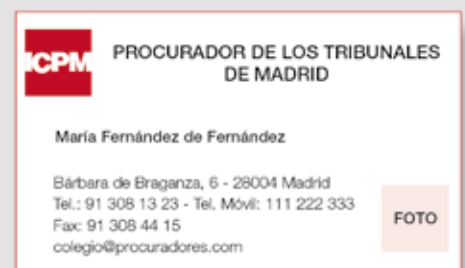 ICPM
PROCURADOR DE LOS TRIBUNALES
DE MADRID
María Fernández de Fernández
Bárbara de Braganza, 6 - 28004 Madrid
Tel.: 91 308 13 23 - Tel. Móvil: 111 222 333
Fax: 91 308 44 15
colegio@procuradores.com
FOTO